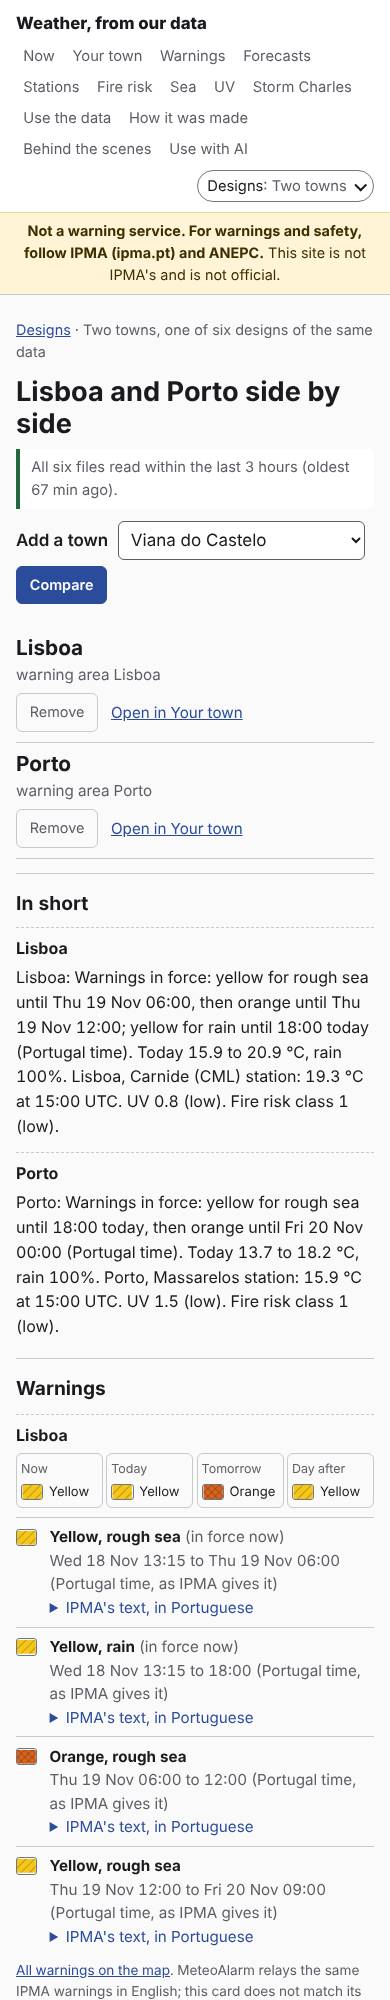 Weather, from our data
Now Your town Warnings Forecasts
Stations Fire risk Sea UV Storm Charles
Use the data How it was made
Behind the scenes Use with AI
Designs: Two towns
Not a warning service. For warnings and safety,
follow IPMA (ipma.pt) and ANEPC. This site is not
IPMA's and is not official.
Designs · Two towns, one of six designs of the same
data
Lisboa and Porto side by
side
All six files read within the last 3 hours (oldest
67 min ago).
Add a town Viana do Castelo
Compare
Lisboa
warning area Lisboa
Remove Open in Your town
Porto
warning area Porto
Remove Open in Your town
In short
Lisboa
Lisboa: Warnings in force: yellow for rough sea
until Thu 19 Nov 06:00, then orange until Thu
19 Nov 12:00; yellow for rain until 18:00 today
(Portugal time). Today 15.9 to 20.9 °C, rain
100%. Lisboa, Carnide (CML) station: 19.3 °C
at 15:00 UTC. UV 0.8 (low). Fire risk class 1
(low).
Porto
Porto: Warnings in force: yellow for rough sea
until 18:00 today, then orange until Fri 20 Nov
00:00 (Portugal time). Today 13.7 to 18.2 °C,
rain 100%. Porto, Massarelos station: 15.9 °C
at 15:00 UTC. UV 1.5 (low). Fire risk class 1
(low).
Warnings
Lisboa
Now Today Tomorrow Day after
Yellow Yellow Orange Yellow
Yellow, rough sea (in force now)
Wed 18 Nov 13:15 to Thu 19 Nov 06:00
(Portugal time, as IPMA gives it)
IPMA's text, in Portuguese
Yellow, rain (in force now)
Wed 18 Nov 13:15 to 18:00 (Portugal time,
as IPMA gives it)
IPMA's text, in Portuguese
Orange, rough sea
Thu 19 Nov 06:00 to 12:00 (Portugal time,
as IPMA gives it)
IPMA's text, in Portuguese
Yellow, rough sea
Thu 19 Nov 12:00 to Fri 20 Nov 09:00
(Portugal time, as IPMA gives it)
IPMA's text, in Portuguese
All warnings on the map. MeteoAlarm relays the same
IPMA warnings in English; this card does not match its